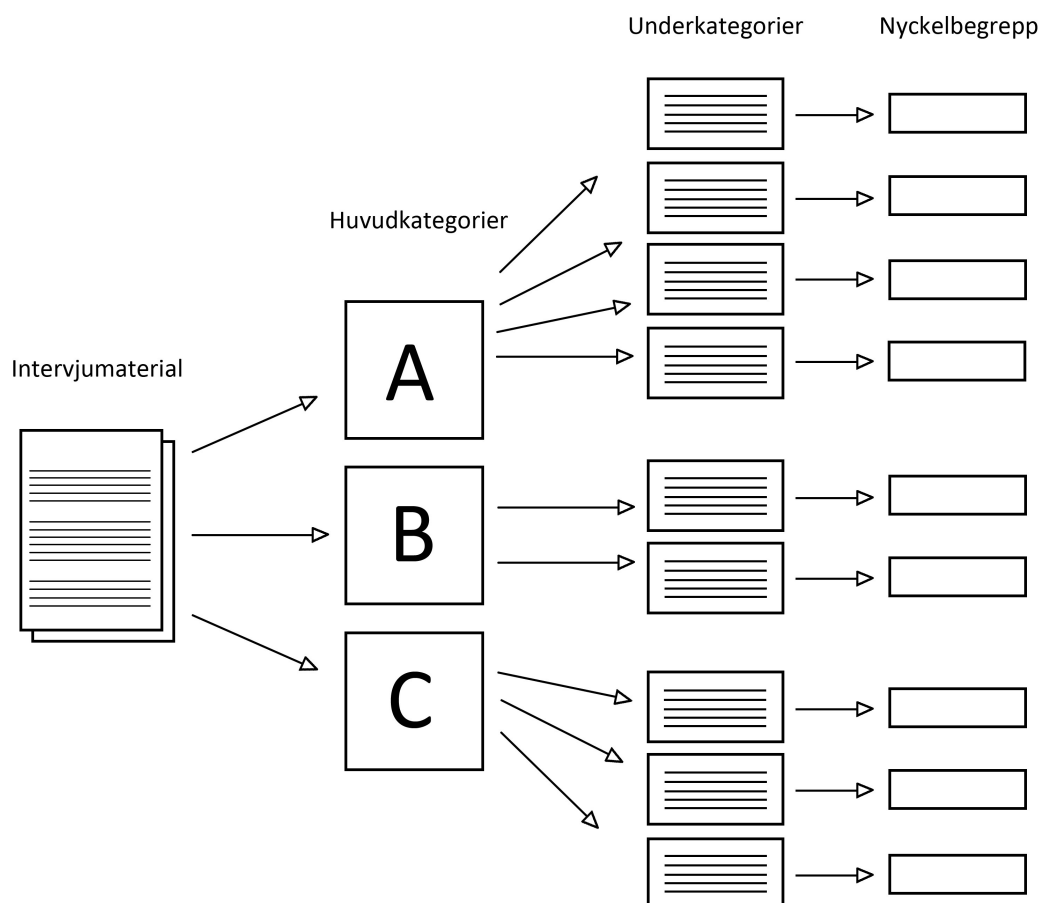 Underkategorier
Nyckelbegrepp
Huvudkategorier
Intervjumaterial
A
B
C